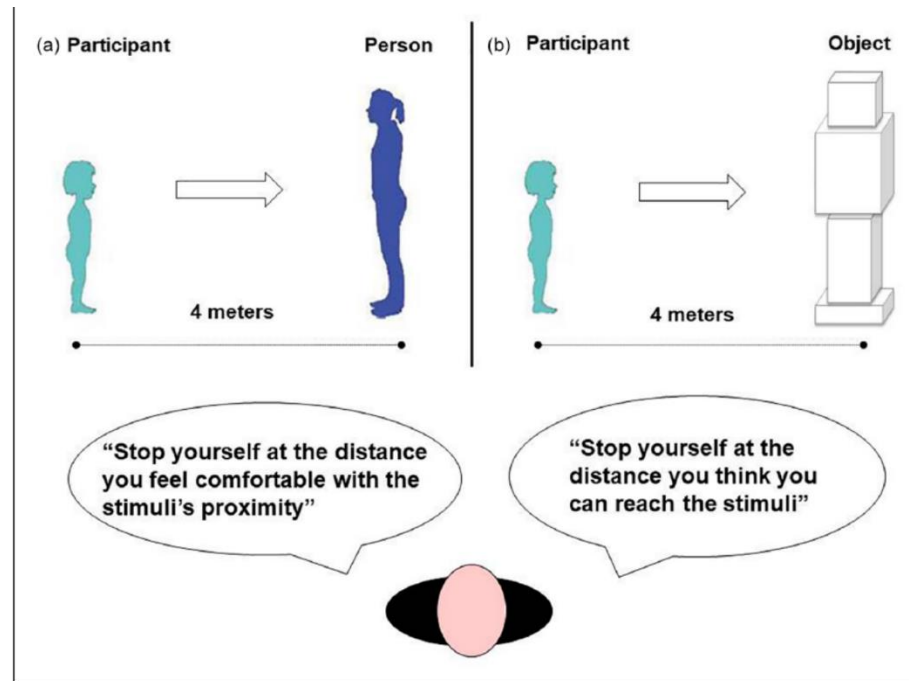 (a) Participant
Person
(b) Participant
Object
4 meters
4 meters
“Stop yourself at the distance
you feel comfortable with the
stimuli’s proximity”
“Stop yourself at the
distance you think you
can reach the stimuli”